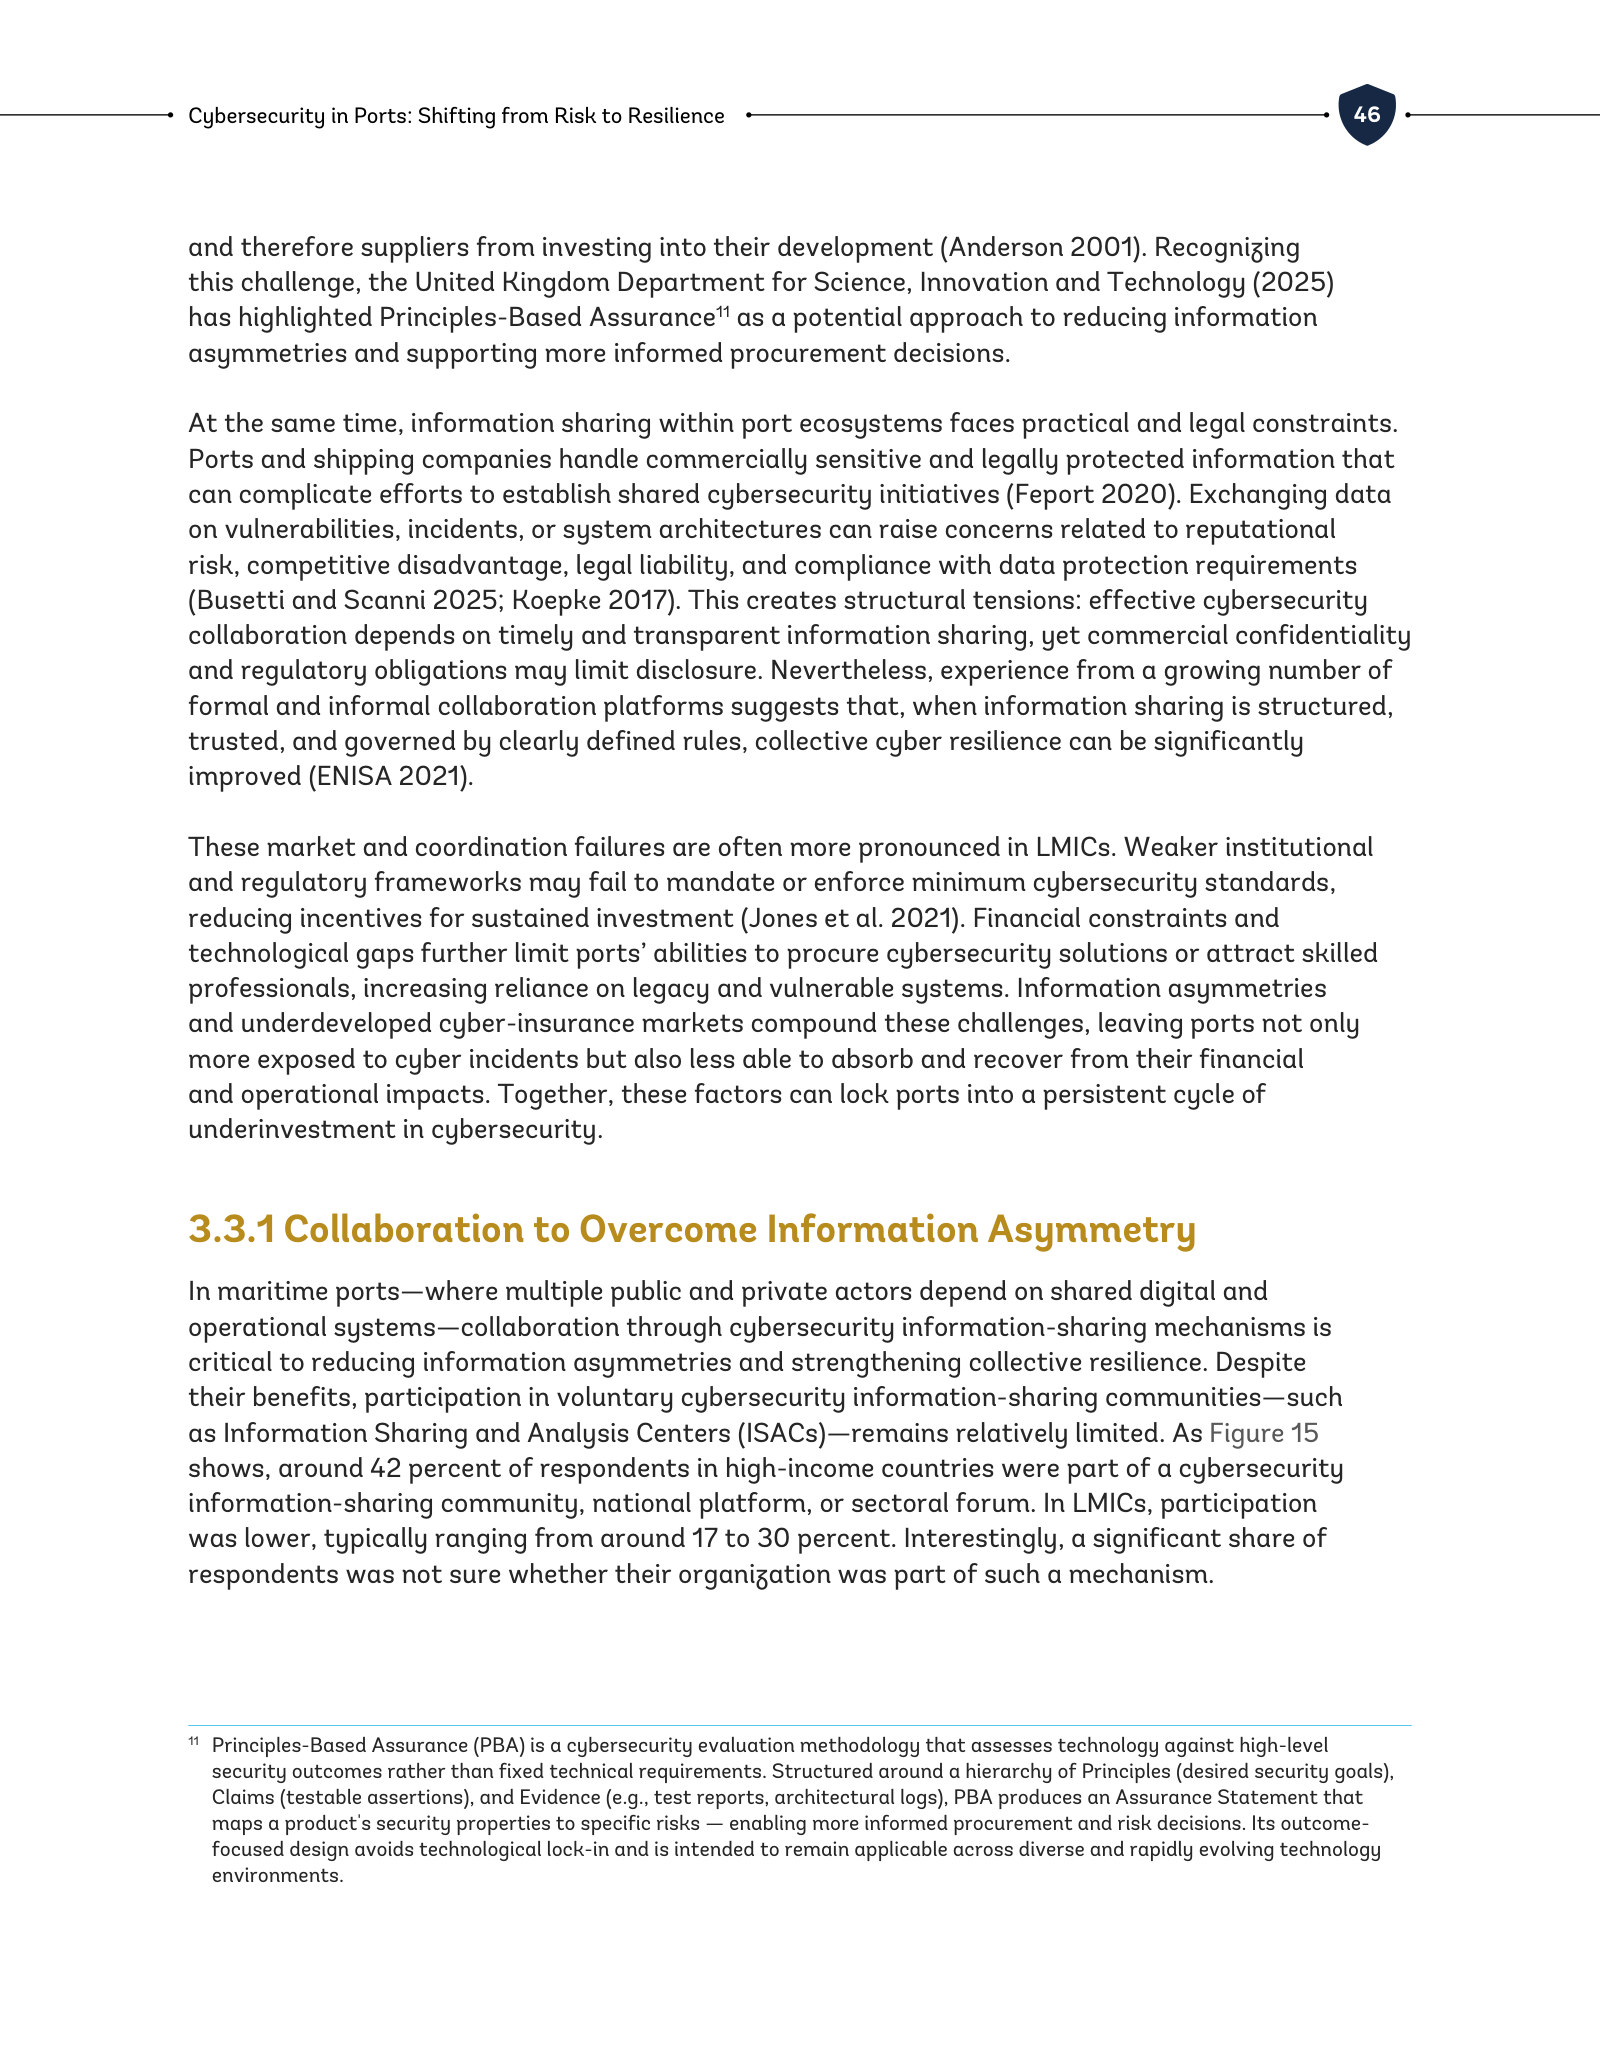 Cybersecurity in Ports: Shifting from Risk to Resilience
46
and therefore suppliers from investing into their development (Anderson 2001). Recognizing
this challenge, the United Kingdom Department for Science, Innovation and Technology (2025)
has highlighted Principles-Based Assurance¹¹ as a potential approach to reducing information
asymmetries and supporting more informed procurement decisions.
At the same time, information sharing within port ecosystems faces practical and legal constraints.
Ports and shipping companies handle commercially sensitive and legally protected information that
can complicate efforts to establish shared cybersecurity initiatives (Feport 2020). Exchanging data
on vulnerabilities, incidents, or system architectures can raise concerns related to reputational
risk, competitive disadvantage, legal liability, and compliance with data protection requirements
(Busetti and Scanni 2025; Koepke 2017). This creates structural tensions: effective cybersecurity
collaboration depends on timely and transparent information sharing, yet commercial confidentiality
and regulatory obligations may limit disclosure. Nevertheless, experience from a growing number of
formal and informal collaboration platforms suggests that, when information sharing is structured,
trusted, and governed by clearly defined rules, collective cyber resilience can be significantly
improved (ENISA 2021).
These market and coordination failures are often more pronounced in LMICs. Weaker institutional
and regulatory frameworks may fail to mandate or enforce minimum cybersecurity standards,
reducing incentives for sustained investment (Jones et al. 2021). Financial constraints and
technological gaps further limit ports’ abilities to procure cybersecurity solutions or attract skilled
professionals, increasing reliance on legacy and vulnerable systems. Information asymmetries
and underdeveloped cyber-insurance markets compound these challenges, leaving ports not only
more exposed to cyber incidents but also less able to absorb and recover from their financial
and operational impacts. Together, these factors can lock ports into a persistent cycle of
underinvestment in cybersecurity.
3.3.1 Collaboration to Overcome Information Asymmetry
In maritime ports—where multiple public and private actors depend on shared digital and
operational systems—collaboration through cybersecurity information-sharing mechanisms is
critical to reducing information asymmetries and strengthening collective resilience. Despite
their benefits, participation in voluntary cybersecurity information-sharing communities—such
as Information Sharing and Analysis Centers (ISACs)—remains relatively limited. As Figure 15
shows, around 42 percent of respondents in high-income countries were part of a cybersecurity
information-sharing community, national platform, or sectoral forum. In LMICs, participation
was lower, typically ranging from around 17 to 30 percent. Interestingly, a significant share of
respondents was not sure whether their organization was part of such a mechanism.
¹¹ Principles-Based Assurance (PBA) is a cybersecurity evaluation methodology that assesses technology against high-level
security outcomes rather than fixed technical requirements. Structured around a hierarchy of Principles (desired security goals),
Claims (testable assertions), and Evidence (e.g., test reports, architectural logs), PBA produces an Assurance Statement that
maps a product's security properties to specific risks — enabling more informed procurement and risk decisions. Its outcome-
focused design avoids technological lock-in and is intended to remain applicable across diverse and rapidly evolving technology
environments.